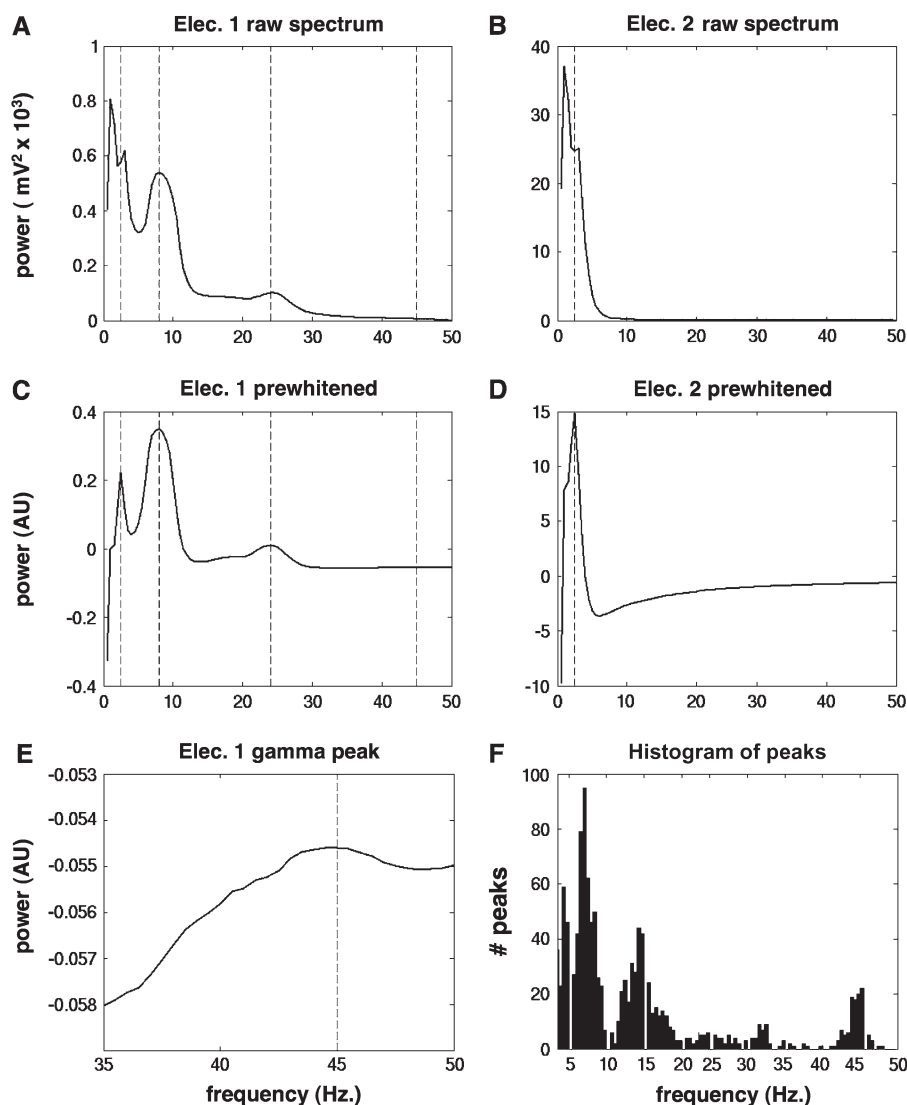 A Elec. 1 raw spectrum
power ( mV² x 10³)
1
0.8
0.6
0.4
0.2
0
0 10 20 30 40 50
B Elec. 2 raw spectrum
40
30
20
10
0
0 10 20 30 40 50
C Elec. 1 prewhitened
power (AU)
0.4
0.2
0
-0.2
-0.4
0 10 20 30 40 50
D Elec. 2 prewhitened
15
10
5
0
-5
-10
0 10 20 30 40 50
E Elec. 1 gamma peak
power (AU)
-0.053
-0.054
-0.055
-0.056
-0.057
-0.058
35 40 45 50
frequency (Hz.)
F Histogram of peaks
# peaks
100
80
60
40
20
0
5 10 15 20 25 30 35 40 45 50
frequency (Hz.)